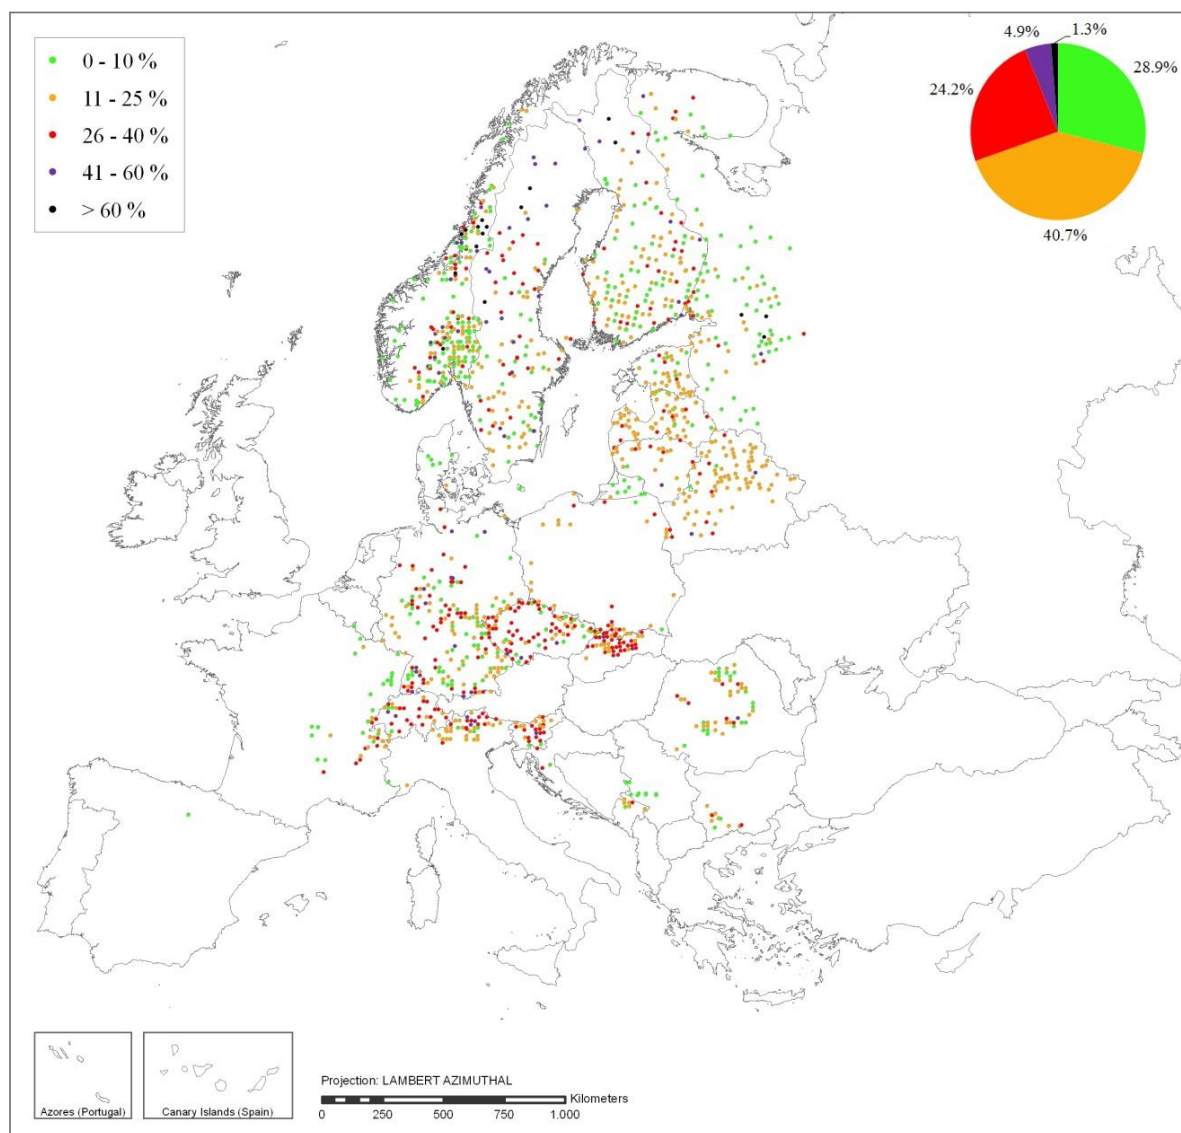 0 - 10 %
11 - 25 %
26 - 40 %
41 - 60 %
> 60 %
4.9%
1.3%
28.9%
24.2%
40.7%
Projection: LAMBERT AZIMUTHAL
Kilometers
0 250 500 750 1.000
Azores (Portugal)
Canary Islands (Spain)